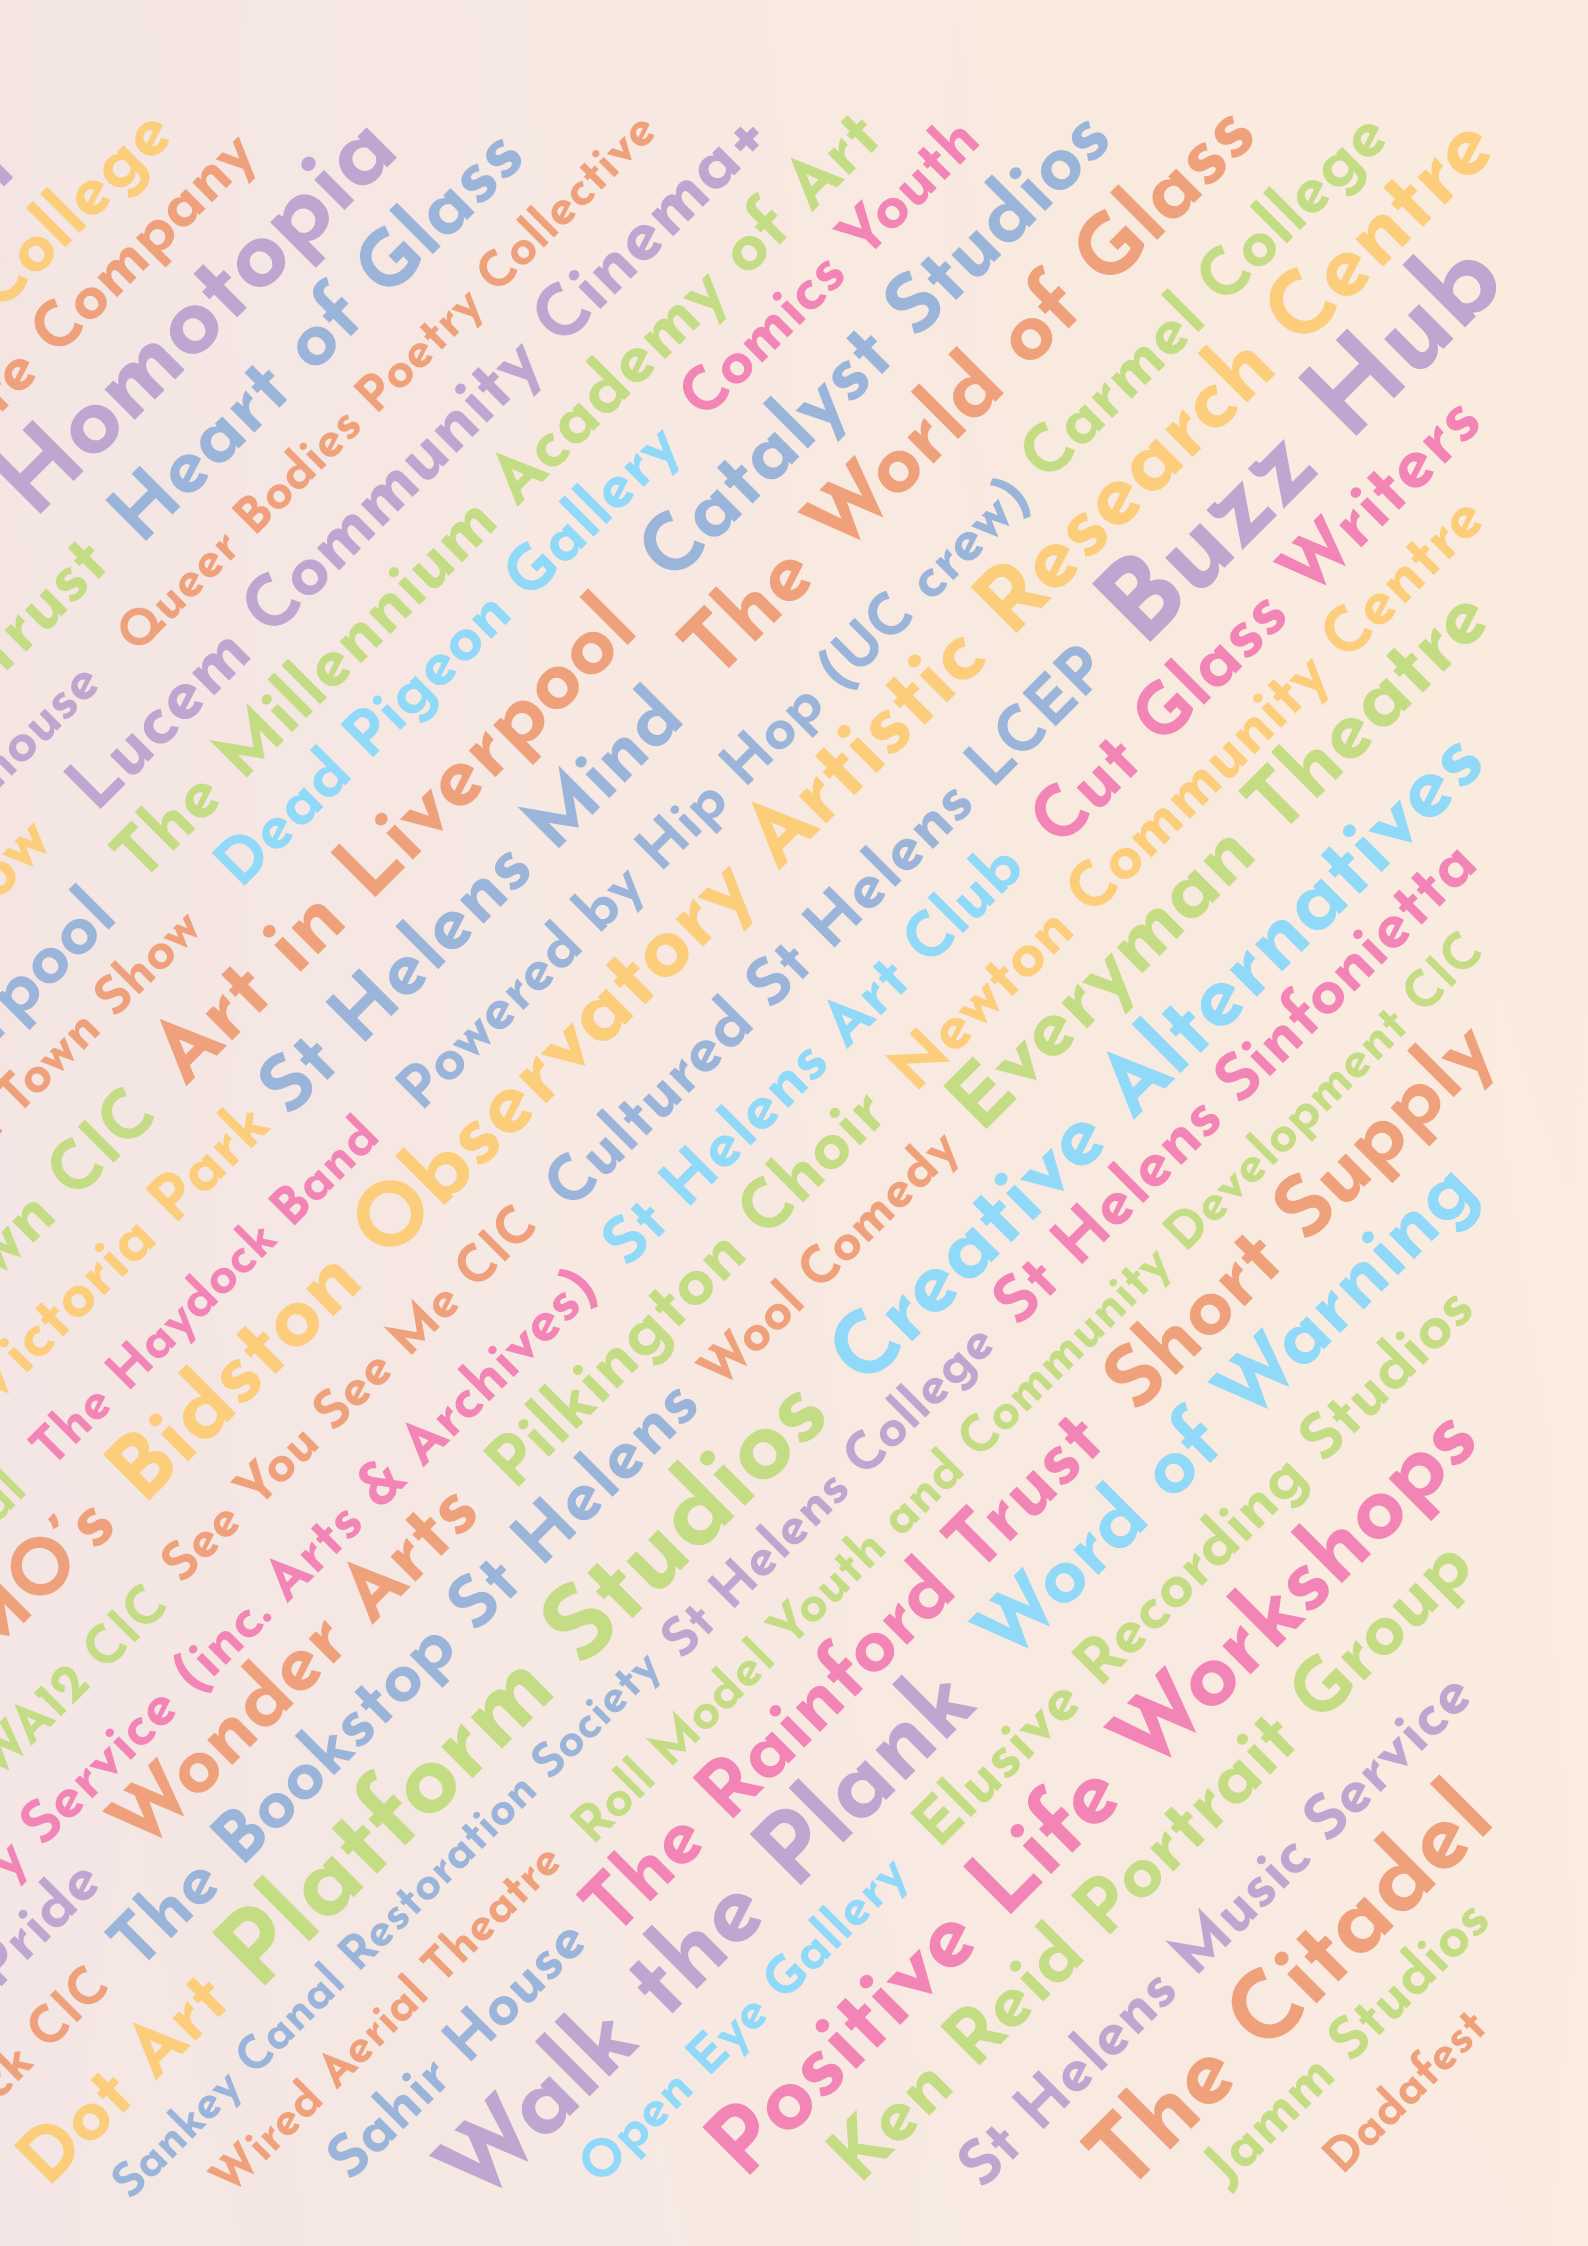 College
Company
Homotopia
Heart of Glass
Queer Bodies Poetry Collective
Lucem Community Cinema+
The Millennium Academy of Art
Dead Pigeon Gallery
Comics Youth
Art in Liverpool
Catalyst Studios
St Helens Mind
The World of Glass
Powered by Hip Hop (UC crew)
Carmel College
Bidston Observatory Artistic Research Centre
Cultured St Helens LCEP
Buzz Hub
St Helens Art Club
Cut Glass Writers
Pilkington Choir
Newton Community Centre
Wool Comedy
Everyman Theatre
Platform Studios
Creative Alternatives
St Helens College
St Helens Sinfonietta
Roll Model Youth and Community Development CIC
The Rainford Trust
Short Supply
Walk the Plank
Word of Warning
Open Eye Gallery
Elusive Recording Studios
Positive Life Workshops
Ken Reid Portrait Group
St Helens Music Service
The Citadel
Jamm Studios
Dadafest
Sahir House
Wired Aerial Theatre
Sankey Canal Restoration Society
Dot Art
The Bookstop St Helens
Wonder Arts
Service (inc. Arts & Archives)
See You See Me CIC
WA12 CIC
MO's
The Haydock Band
Victoria Park
CIC
Town Show
pool
house
rust
Pride
CIC